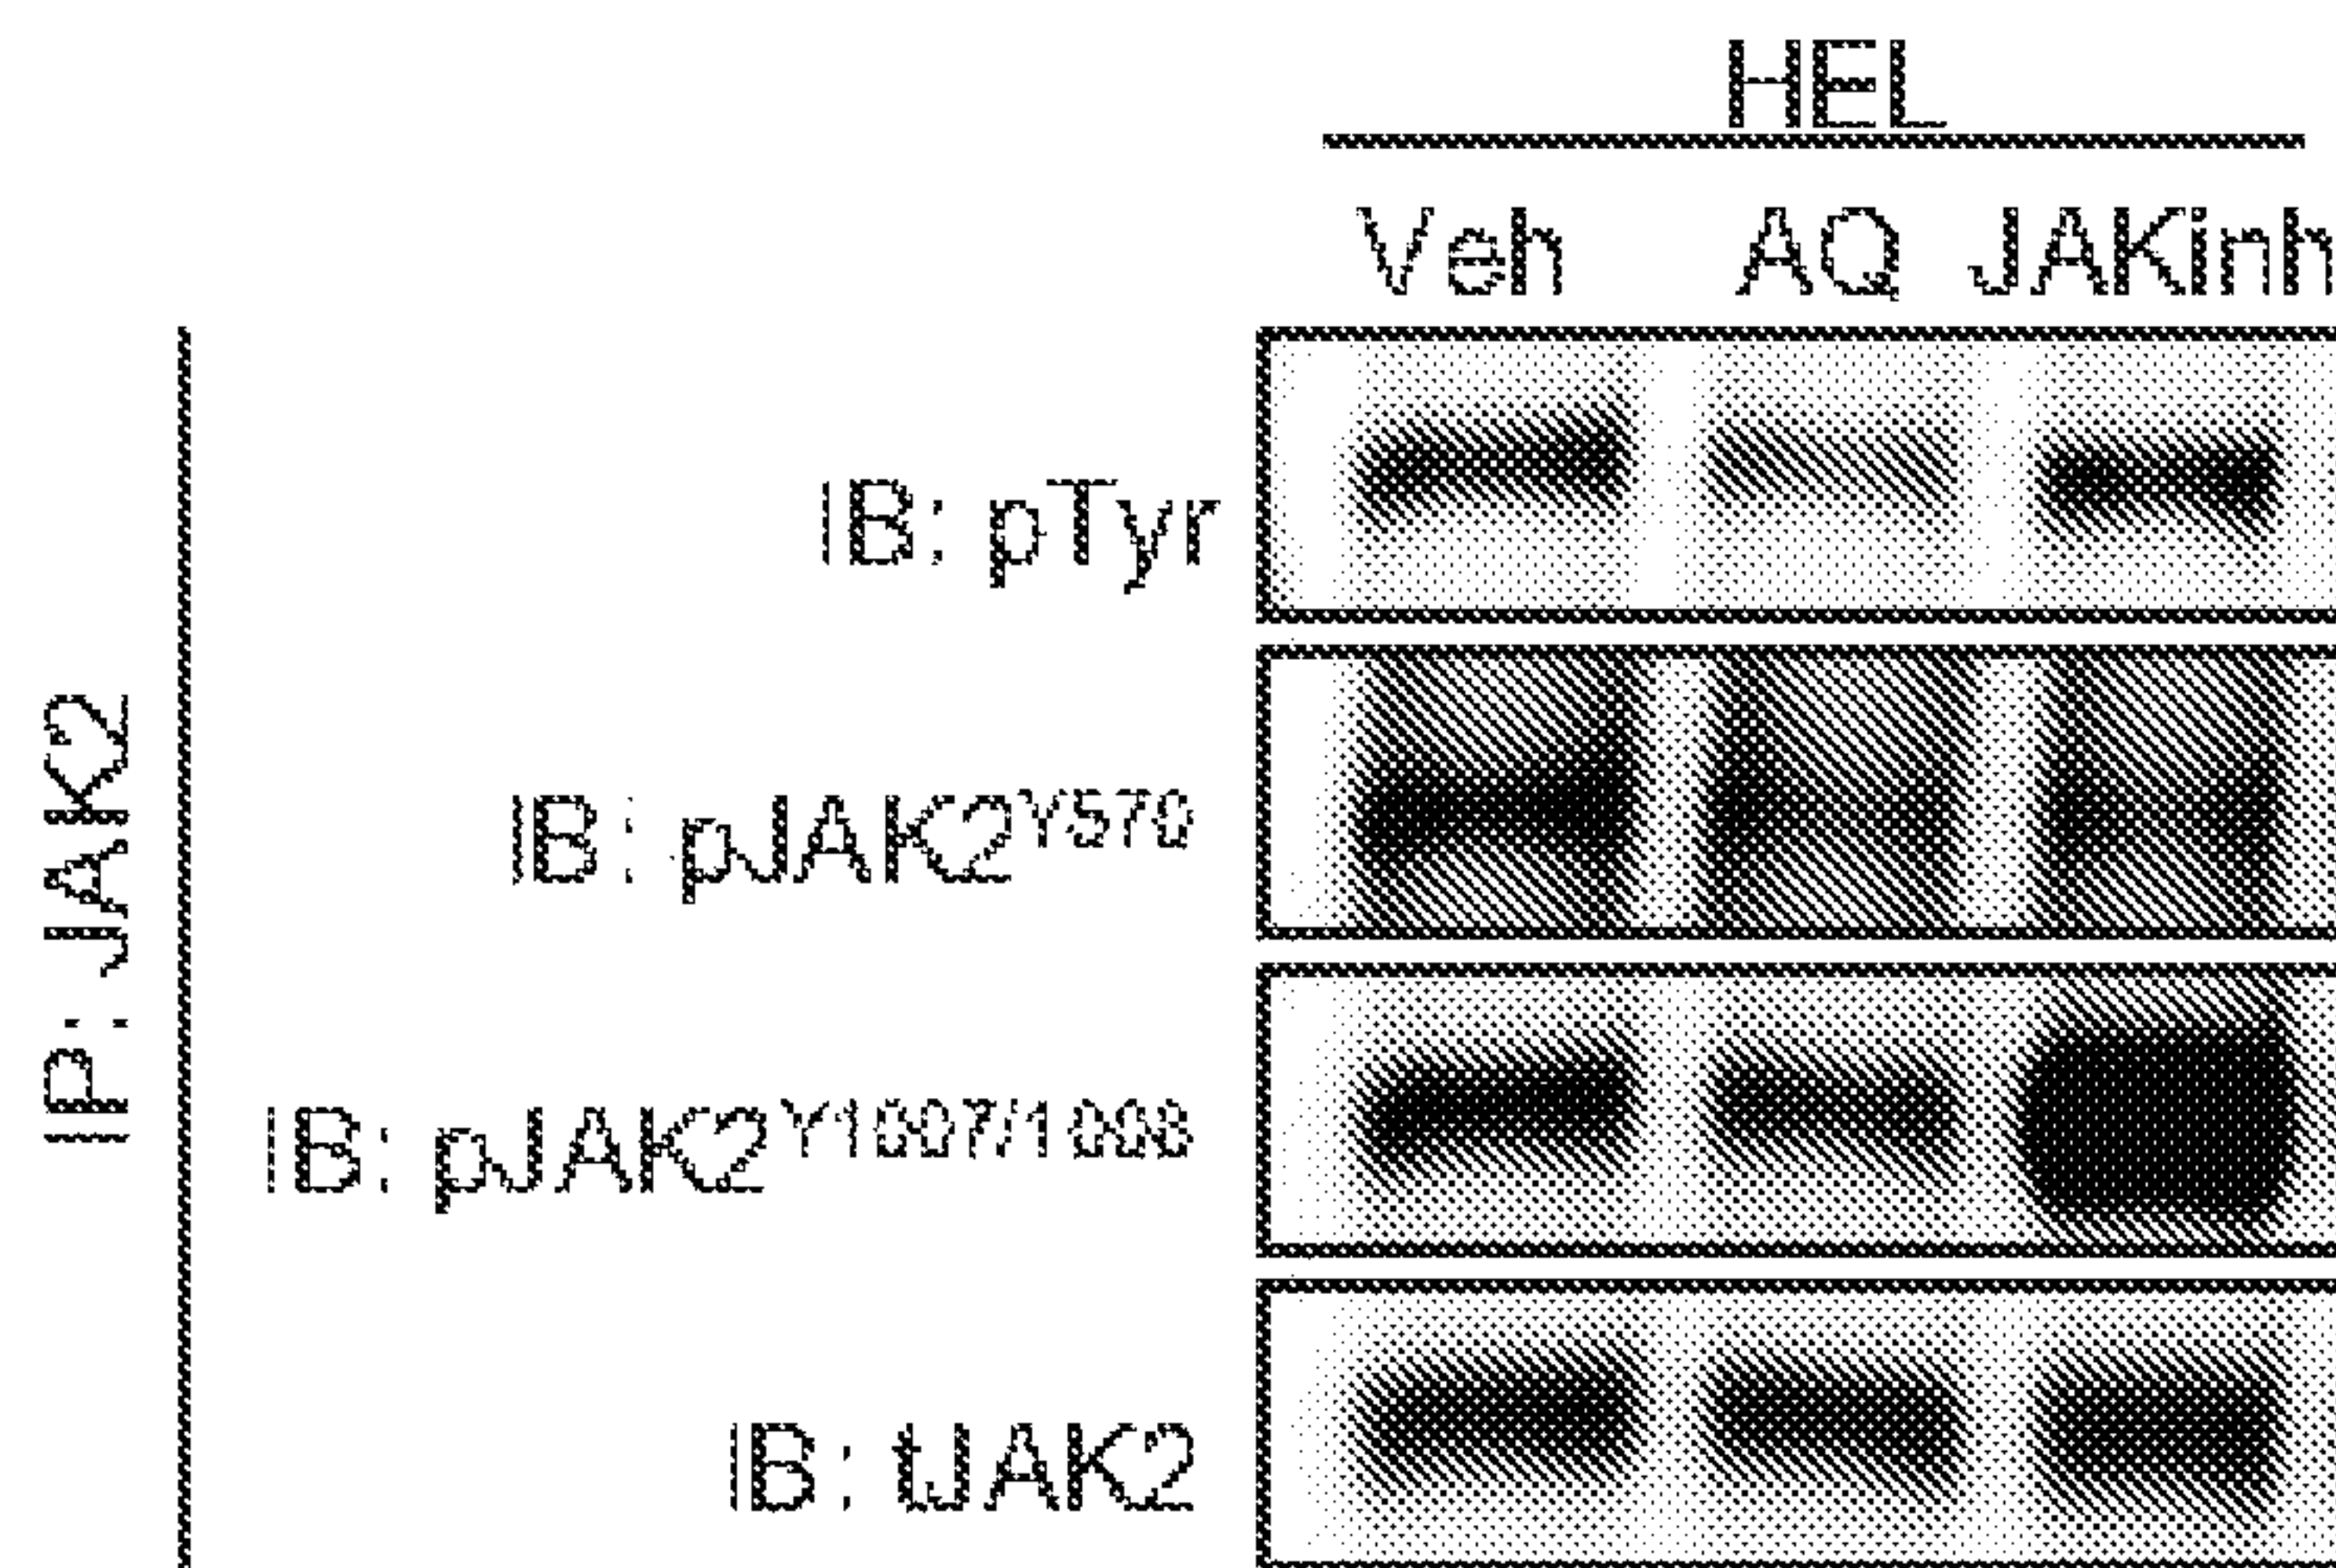 HEL
Veh AQ JAKinh
IP: JAK2
IB: pTyr
IB: pJAK2Y570
IB: pJAK2Y1007/1008
IB: tJAK2